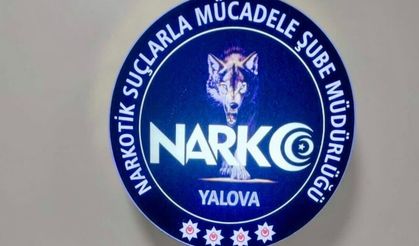 NARKOTİK SUÇLARLA MÜCADELE ŞUBE MÜDÜRLÜĞÜ
NARKO
YALOVA